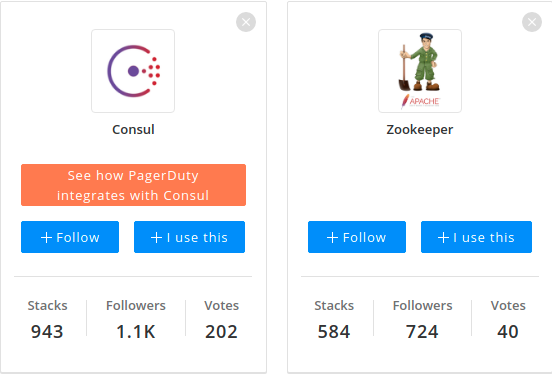 Consul
See how PagerDuty
integrates with Consul
+ Follow
+ I use this
Stacks Followers Votes
943 1.1K 202
APACHE
Zookeeper
+ Follow
+ I use this
Stacks Followers Votes
584 724 40